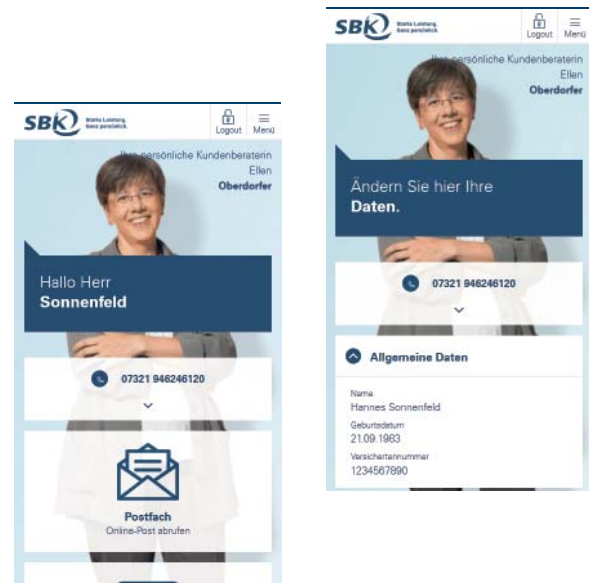 SBK Starke Leistung.
Ganz persönlich.
Logout Menü
Ihre persönliche Kundenberaterin
Ellen
Oberdorfer
Hallo Herr
Sonnenfeld
07321 946246120
Postfach
Online-Post abrufen
SBK Starke Leistung.
Ganz persönlich.
Logout Menü
Ihre persönliche Kundenberaterin
Ellen
Oberdorfer
Ändern Sie hier Ihre
Daten.
07321 946246120
Allgemeine Daten
Name
Hannes Sonnenfeld
Geburtsdatum
21.09.1983
Versichertennummer
1234567890